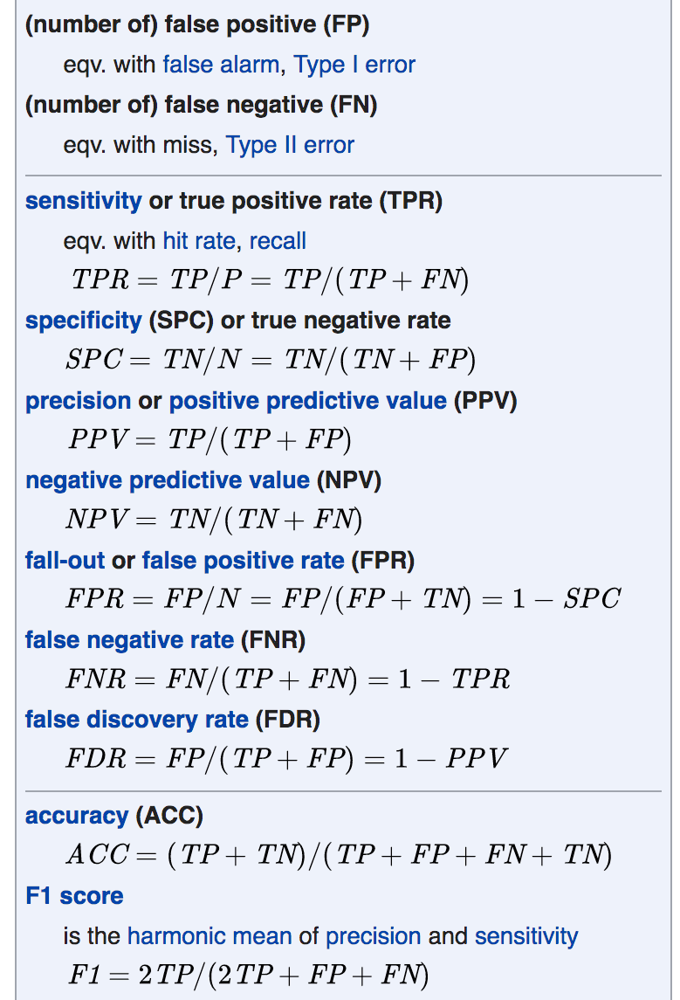 (number of) false positive (FP)
eqv. with false alarm, Type I error
(number of) false negative (FN)
eqv. with miss, Type II error
sensitivity or true positive rate (TPR)
eqv. with hit rate, recall
TPR = TP/P = TP/(TP + FN)
specificity (SPC) or true negative rate
SPC = TN/N = TN/(TN + FP)
precision or positive predictive value (PPV)
PPV = TP/(TP + FP)
negative predictive value (NPV)
NPV = TN/(TN + FN)
fall-out or false positive rate (FPR)
FPR = FP/N = FP/(FP + TN) = 1 − SPC
false negative rate (FNR)
FNR = FN/(TP + FN) = 1 − TPR
false discovery rate (FDR)
FDR = FP/(TP + FP) = 1 − PPV
accuracy (ACC)
ACC = (TP + TN)/(TP + FP + FN + TN)
F1 score
is the harmonic mean of precision and sensitivity
F1 = 2TP/(2TP + FP + FN)